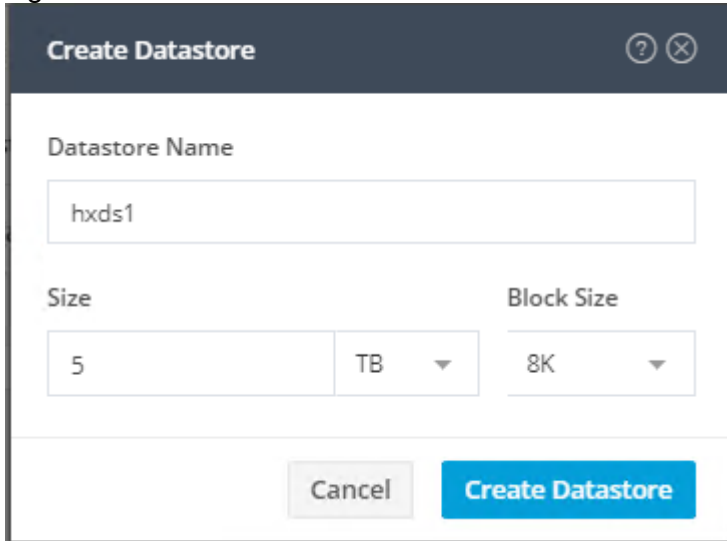 Create Datastore
Datastore Name
hxds1
Size Block Size
5 TB 8K
Cancel Create Datastore